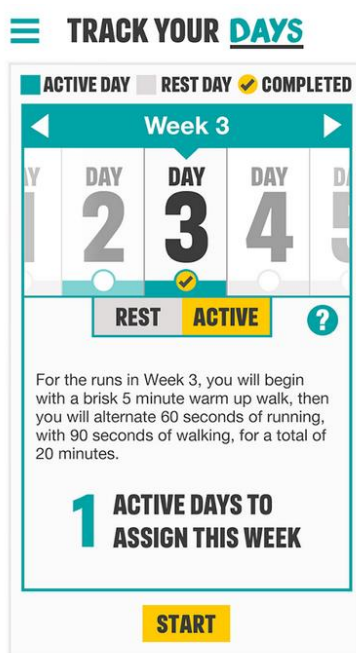 TRACK YOUR DAYS
ACTIVE DAY REST DAY COMPLETED
Week 3
DAY DAY DAY
2 3 4
REST ACTIVE ?
For the runs in Week 3, you will begin
with a brisk 5 minute warm up walk, then
you will alternate 60 seconds of running,
with 90 seconds of walking, for a total of
20 minutes.
1 ACTIVE DAYS TO
ASSIGN THIS WEEK
START